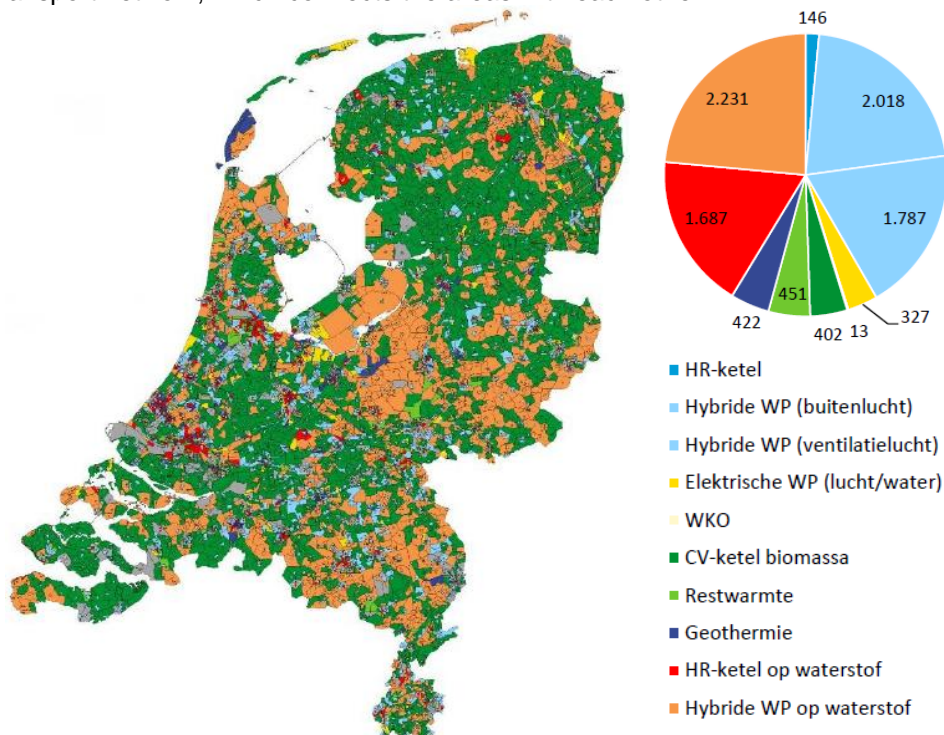 146
2.231
2.018
1.687
1.787
451
422
402
13
327
HR-ketel
Hybride WP (buitenlucht)
Hybride WP (ventilatielucht)
Elektrische WP (lucht/water)
WKO
CV-ketel biomassa
Restwarmte
Geothermie
HR-ketel op waterstof
Hybride WP op waterstof